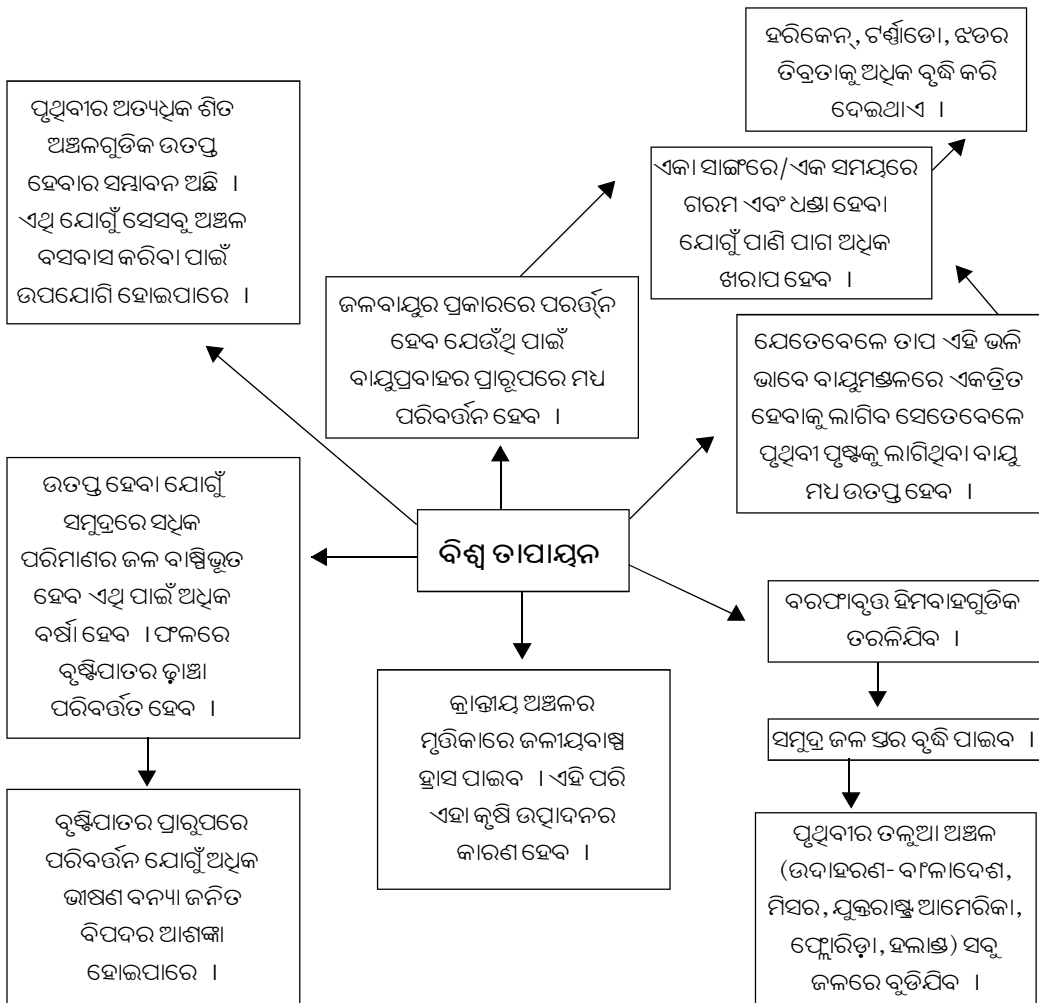 ହରିକେନ୍, ଟର୍ଣ୍ଣାଡୋ, ଝଡର
ତିବ୍ରତାକୁ ଅଧିକ ବୃଦ୍ଧି କରି
ଦେଇଥାଏ ।
ପୃଥିବୀର ଅତ୍ୟଧିକ ଶିତ
ଅଞ୍ଚଳଗୁଡିକ ଉତପ୍ତ
ହେବାର ସମ୍ଭାବନ ଅଛି ।
ଏଥି ଯୋଗୁଁ ସେସବୁ ଅଞ୍ଚଳ
ବସବାସ କରିବା ପାଇଁ
ଉପଯୋଗି ହୋଇପାରେ ।
ଏକା ସାଙ୍ଗରେ/ଏକ ସମୟରେ
ଗରମ ଏବଂ ଧଣ୍ଡା ହେବା
ଯୋଗୁଁ ପାଣି ପାଗ ଅଧିକ
ଖରାପ ହେବ ।
ଜଳବାୟୁର ପ୍ରକାରରେ ପରର୍ତ୍ତ୍ନ
ହେବ ଯେଉଁଥି ପାଇଁ
ବାୟୁପ୍ରବାହର ପ୍ରାରୂପରେ ମଧ
ପରିବର୍ତ୍ତନ ହେବ ।
ଯେତେବେଳେ ତାପ ଏହି ଭଳି
ଭାବେ ବାୟୁମଣ୍ଡଳରେ ଏକତ୍ରିତ
ହେବାକୁ ଲାଗିବ ସେତେବେଳେ
ପୃଥିବୀ ପୃଷ୍ଟକୁ ଲାଗିଥିବା ବାୟୁ
ମଧ ଉତପ୍ତ ହେବ ।
ଉତପ୍ତ ହେବା ଯୋଗୁଁ
ସମୁଦ୍ରରେ ସଧିକ
ପରିମାଣର ଜଳ ବାଷ୍ପିଭୂତ
ହେବ ଏଥି ପାଇଁ ଅଧିକ
ବର୍ଷା ହେବ । ଫଳରେ
ବୃଷ୍ଟିପାତର ଢ଼ାଞ୍ଚା
ପରିବର୍ତ୍ତତ ହେବ ।
ବିଶ୍ୱ ତାପାୟନ
ବରଫାବୃତ୍ତ ହିମବାହଗୁଡିକ
ତରଳିଯିବ ।
କ୍ରାନ୍ତୀୟ ଅଞ୍ଚଳର
ମୃତ୍ତିକାରେ ଜଳୀୟବାଷ୍ପ
ହ୍ରାସ ପାଇବ । ଏହି ପରି
ଏହା କୃଷି ଉତ୍ପାଦନର
କାରଣ ହେବ ।
ସମୁଦ୍ର ଜଳ ସ୍ତର ବୃଦ୍ଧି ପାଇବ ।
ବୃଷ୍ଟିପାତର ପ୍ରାରୁପରେ
ପରିବର୍ତ୍ତନ ଯୋଗୁଁ ଅଧିକ
ଭୀଷଣ ବନ୍ୟା ଜନିତ
ବିପଦର ଆଶଙ୍କା
ହୋଇପାରେ ।
ପୃଥିବୀର ତଳୁଆ ଅଞ୍ଚଳ
(ଉଦାହରଣ- ବାଂଳାଦେଶ,
ମିସର, ଯୁକ୍ତରାଷ୍ଟ୍ର ଆମେରିକା,
ଫ୍ଲୋରିଡ଼ା, ହଲାଣ୍ଡ) ସବୁ
ଜଳରେ ବୁଡିଯିବ ।